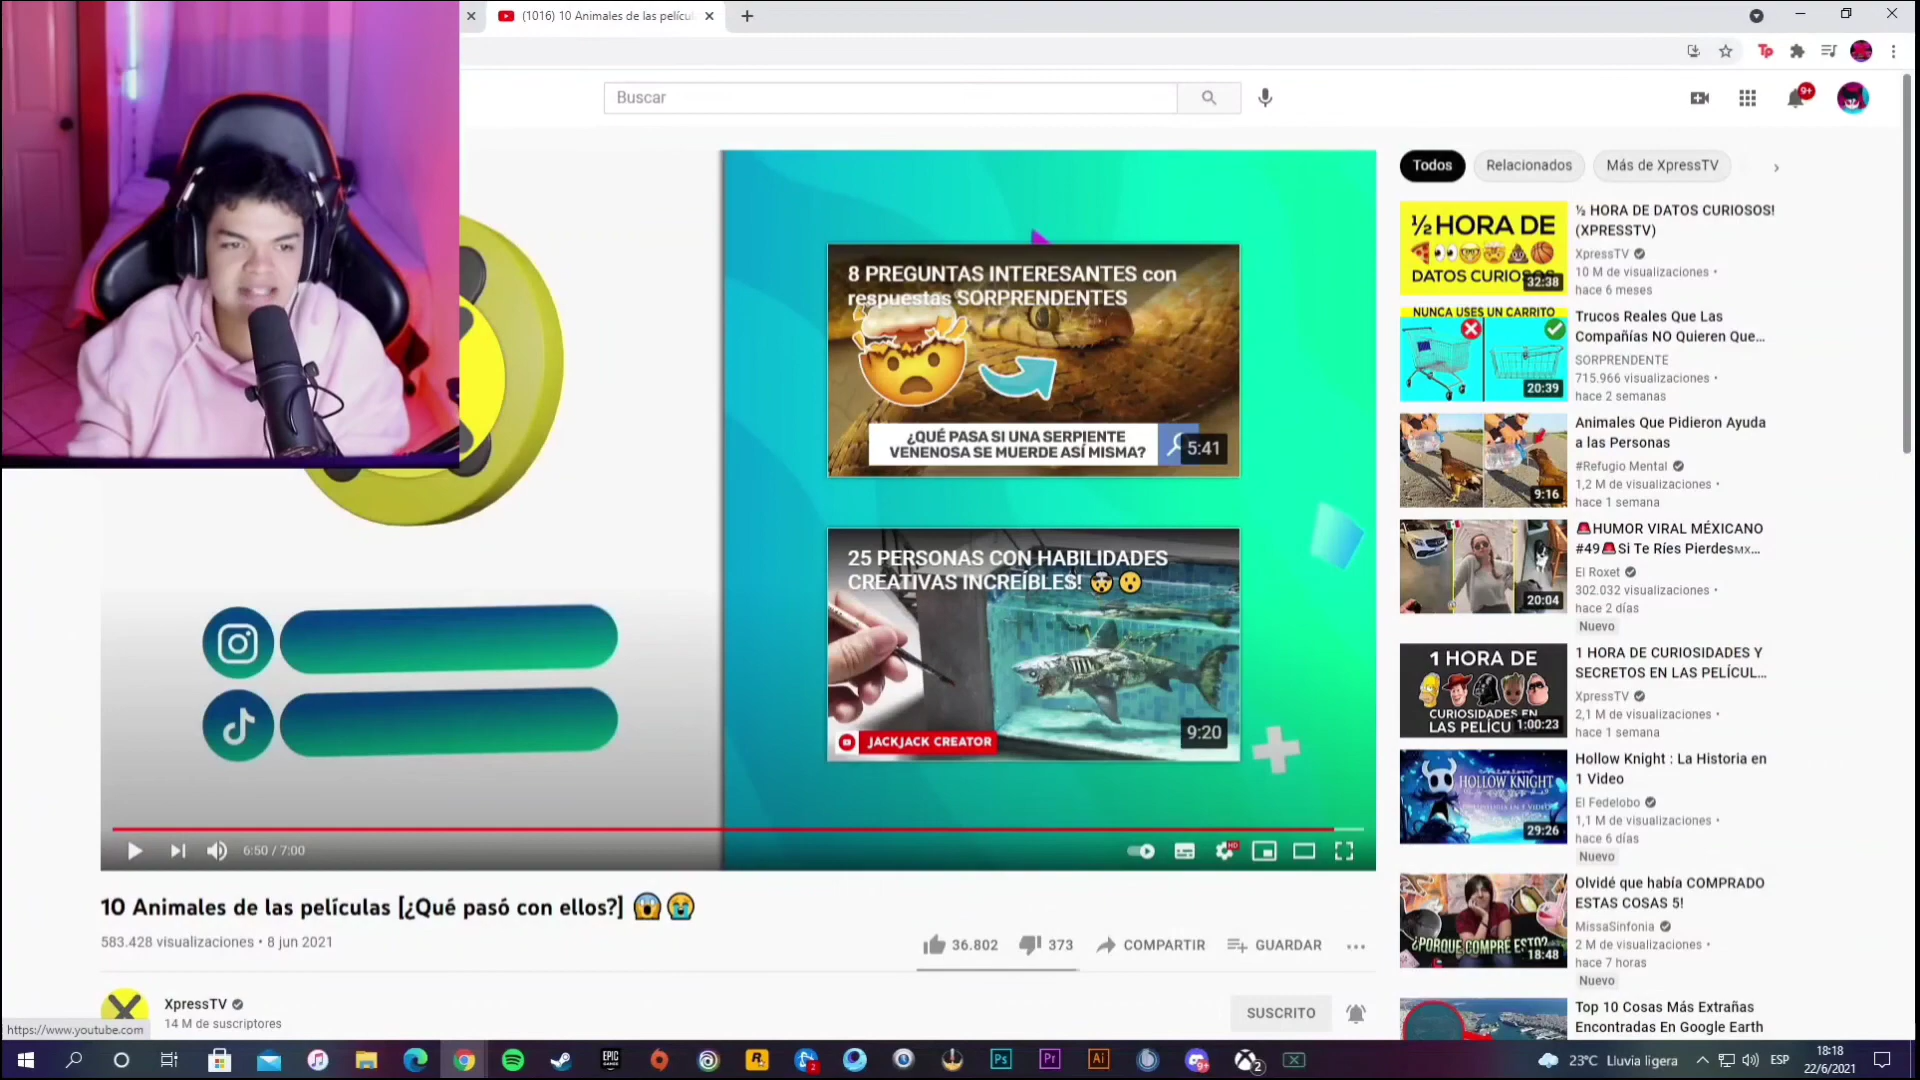 (1016) 10 Animales de las pelícu
Buscar
9+
Todos
Relacionados
Más de XpressTV
8 PREGUNTAS INTERESANTES con
respuestas SORPRENDENTES
¿QUÉ PASA SI UNA SERPIENTE
VENENOSA SE MUERDE ASÍ MISMA?
5:41
25 PERSONAS CON HABILIDADES
CREATIVAS INCREÍBLES! 🤯😮
JACKJACK CREATOR
9:20
6:50 / 7:00
HD
10 Animales de las películas [¿Qué pasó con ellos?] 😱😭
583.428 visualizaciones • 8 jun 2021
36.802
373
COMPARTIR
GUARDAR
XpressTV
14 M de suscriptores
SUSCRITO
https://www.youtube.com
½ HORA DE
DATOS CURIOSOS
32:38
½ HORA DE DATOS CURIOSOS!
(XPRESSTV)
XpressTV
10 M de visualizaciones •
hace 6 meses
NUNCA USES UN CARRITO
20:39
Trucos Reales Que Las
Compañías NO Quieren Que...
SORPRENDENTE
715.966 visualizaciones •
hace 2 semanas
9:16
Animales Que Pidieron Ayuda
a las Personas
#Refugio Mental
1,2 M de visualizaciones •
hace 1 semana
20:04
🚨HUMOR VIRAL MÉXICANO
#49🚨Si Te Ríes Pierdes🇲🇽...
El Roxet
302.032 visualizaciones •
hace 2 días
Nuevo
1 HORA DE
CURIOSIDADES EN
LAS PELÍCU
1:00:23
1 HORA DE CURIOSIDADES Y
SECRETOS EN LAS PELÍCUL...
XpressTV
2,1 M de visualizaciones •
hace 1 semana
HOLLOW KNIGHT
29:26
Hollow Knight : La Historia en
1 Video
El Fedelobo
1,1 M de visualizaciones •
hace 6 días
Nuevo
¿PORQUE COMPRE ESTO?
18:48
Olvidé que había COMPRADO
ESTAS COSAS 5!
MissaSinfonia
2 M de visualizaciones •
hace 7 horas
Nuevo
Top 10 Cosas Más Extrañas
Encontradas En Google Earth
EPIC
Ps
Pr
Ai
23°C Lluvia ligera
ESP
18:18
22/6/2021